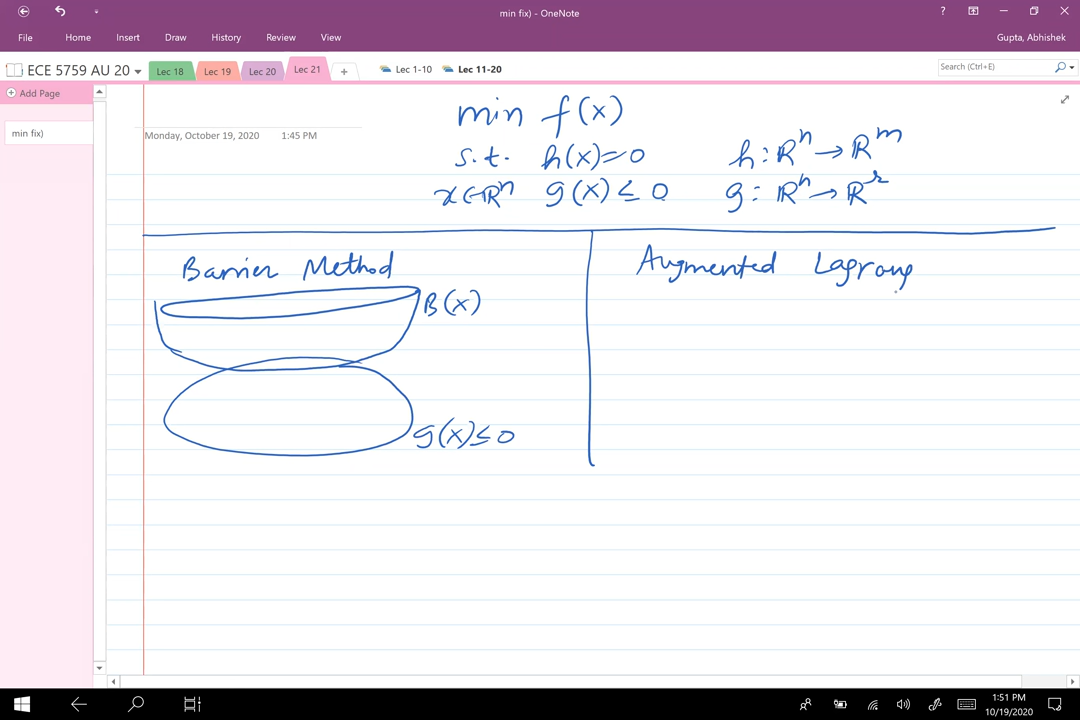 min fix) - OneNote
Gupta, Abhishek
File Home Insert Draw History Review View
ECE 5759 AU 20 Lec 18 Lec 19 Lec 20 Lec 21 + Lec 1-10 Lec 11-20 Search (Ctrl+E)
Add Page
min fix)
Monday, October 19, 2020 1:45 PM
min f(x)
s.t. h(x)=0 h: ℝⁿ → ℝᵐ
x∈ℝⁿ g(x) ≤ 0 g: ℝⁿ → ℝʳ
Barrier Method
B(x)
g(x) ≤ 0
Augmented Lagrang
1:51 PM
10/19/2020